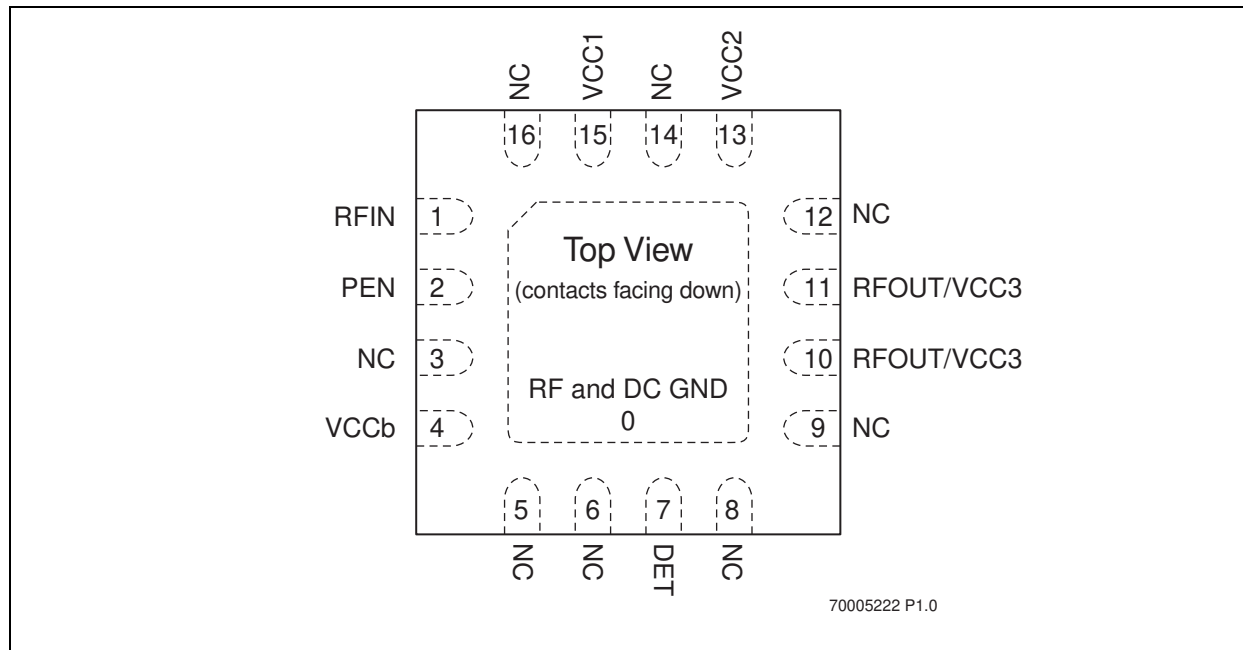 NC
VCC1
NC
VCC2
16
15
14
13
RFIN 1
12 NC
PEN 2
11 RFOUT/VCC3
NC 3
10 RFOUT/VCC3
VCCb 4
9 NC
Top View
(contacts facing down)
RF and DC GND
0
5
6
7
8
NC
NC
DET
NC
70005222 P1.0